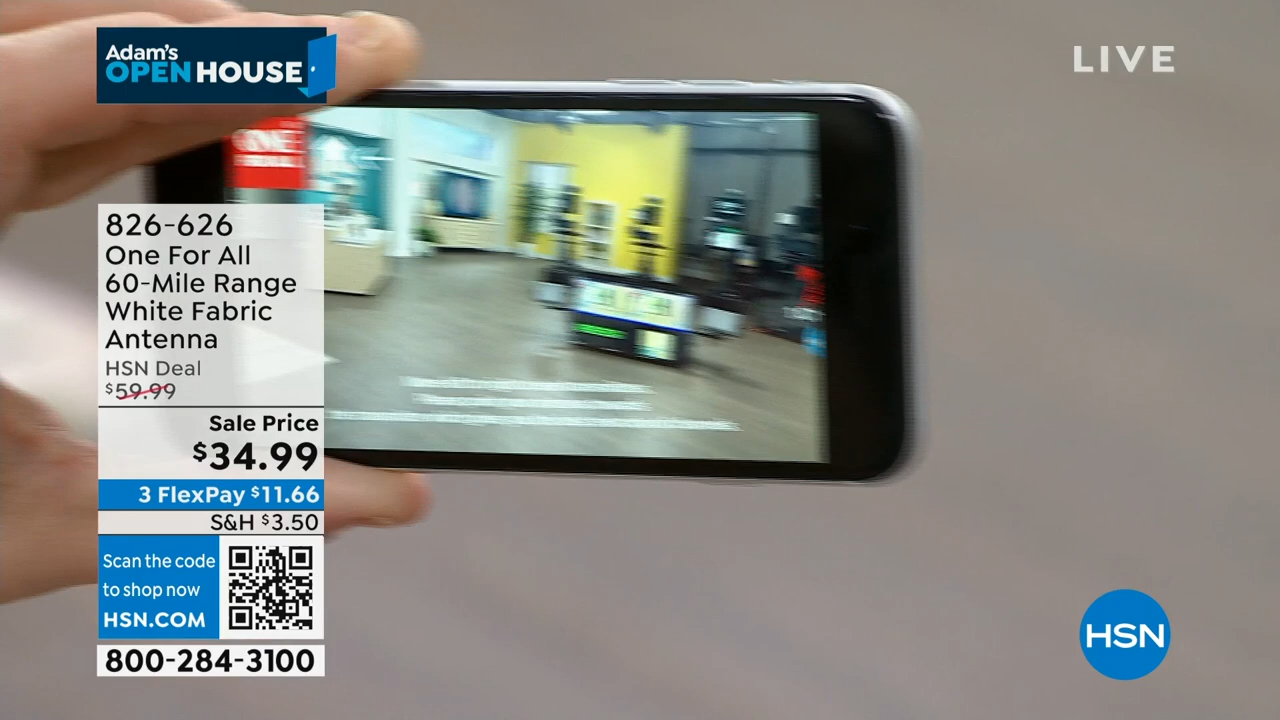 Adam's
OPEN HOUSE
LIVE
826-626
One For All
60-Mile Range
White Fabric
Antenna
HSN Deal
$59.99
Sale Price
$34.99
3 FlexPay $11.66
S&H $3.50
Scan the code
to shop now
HSN.COM
800-284-3100
HSN